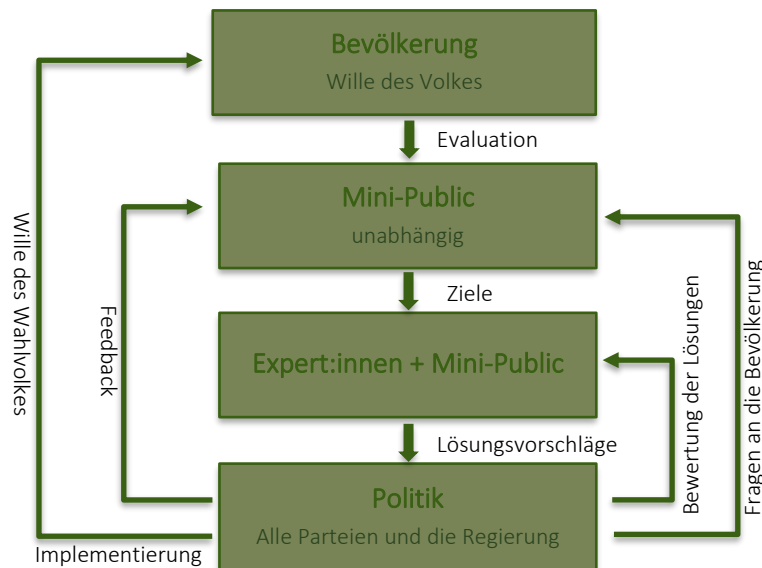 Bevölkerung
Wille des Volkes
Evaluation
Mini-Public
unabhängig
Ziele
Expert:innen + Mini-Public
Lösungsvorschläge
Politik
Alle Parteien und die Regierung
Implementierung
Wille des Wahlvolkes
Feedback
Bewertung der Lösungen
Fragen an die Bevölkerung